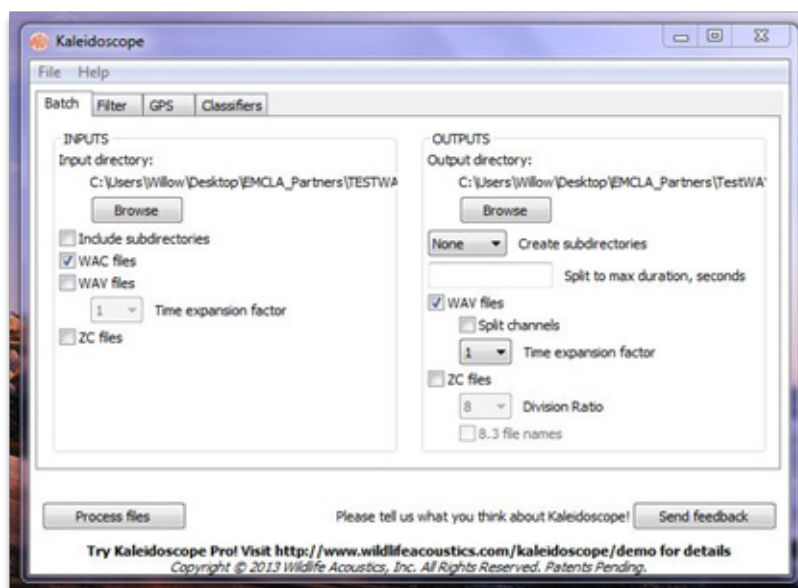 Kaleidoscope
File Help
Batch Filter GPS Classifiers
INPUTS
Input directory:
C:\Users\Willow\Desktop\EMCLA_Partners\TESTWA
Browse
Include subdirectories
WAC files
WAV files
1 Time expansion factor
ZC files
OUTPUTS
Output directory:
C:\Users\Willow\Desktop\EMCLA_Partners\TestWA
Browse
None Create subdirectories
Split to max duration, seconds
WAV files
Split channels
1 Time expansion factor
ZC files
8 Division Ratio
8.3 file names
Process files Please tell us what you think about Kaleidoscope! Send feedback
Try Kaleidoscope Pro! Visit http://www.wildlifeacoustics.com/kaleidoscope/demo for details
Copyright © 2013 Wildlife Acoustics, Inc. All Rights Reserved. Patents Pending.